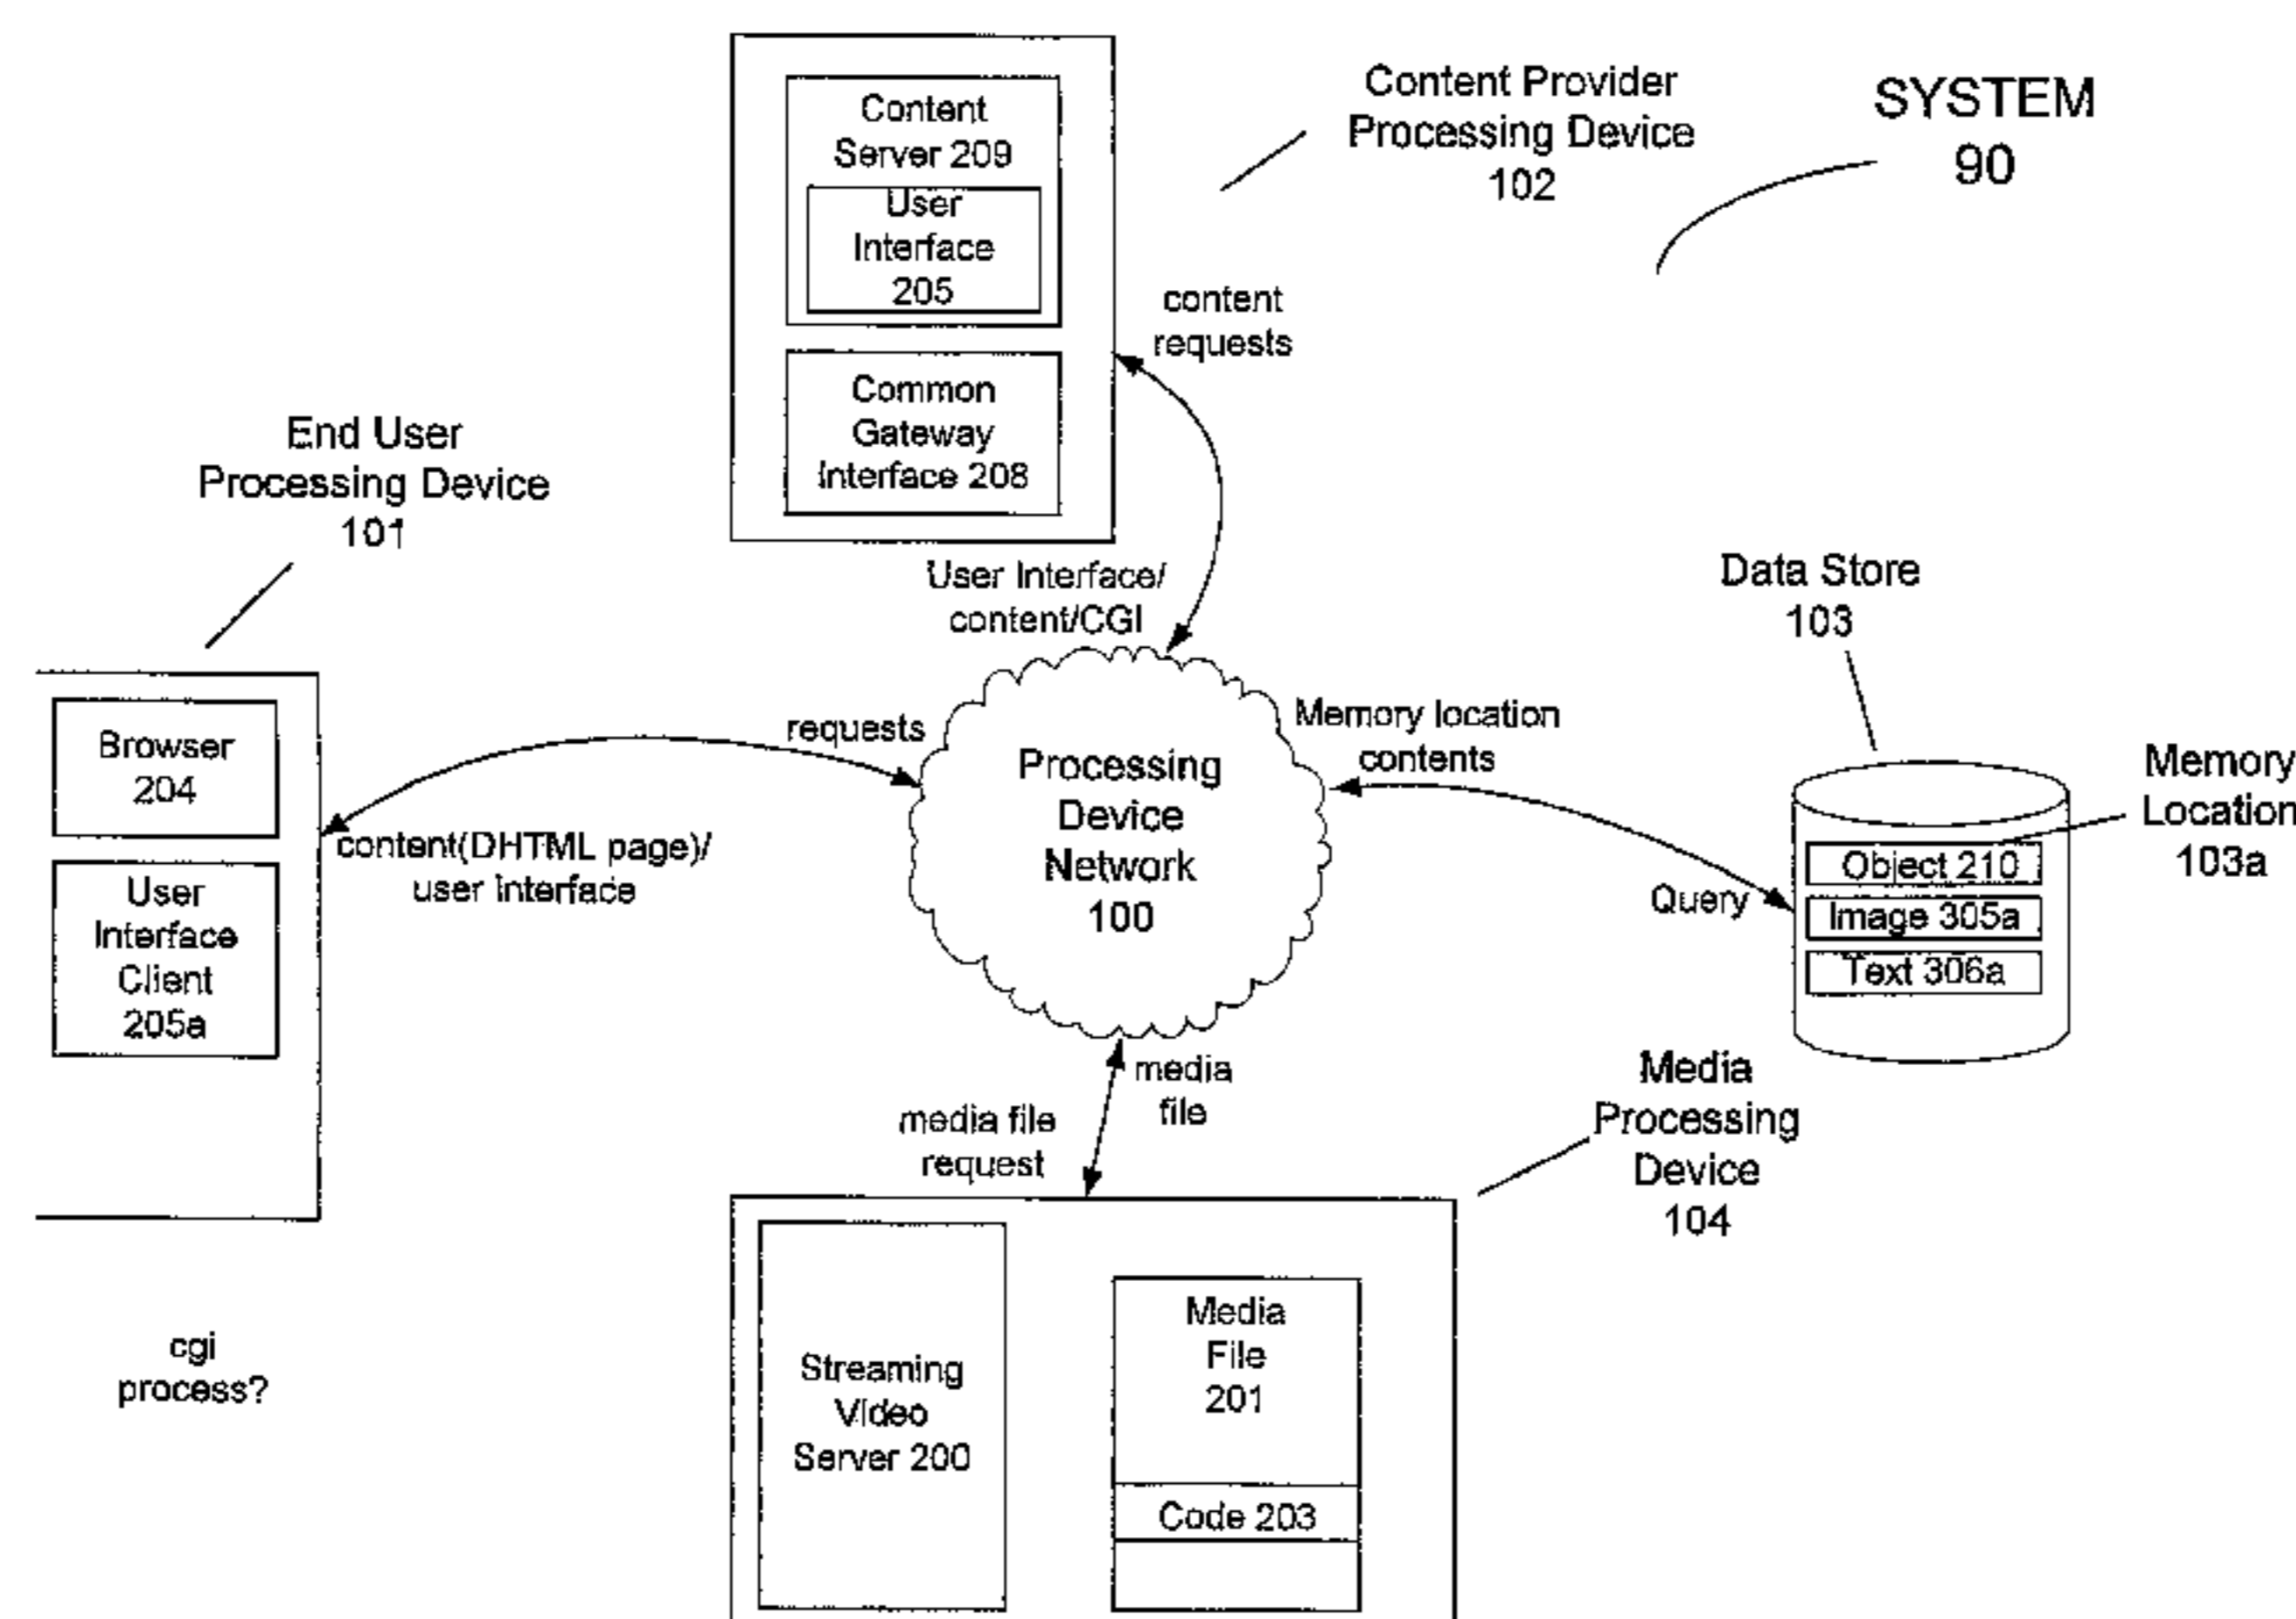 Content
Server 209
User
Interface
205
Common
Gateway
Interface 208
Content Provider
Processing Device
102
SYSTEM
90
content
requests
End User
Processing Device
101
User Interface/
content/CGI
Data Store
103
Browser
204
User
Interface
Client
205a
requests
content(DHTML page)/
user interface
Processing
Device
Network
100
Memory location
contents
Query
Memory
Location
103a
Object 210
Image 305a
Text 306a
media
file
media file
request
Media
Processing
Device
104
cgi
process?
Streaming
Video
Server 200
Media
File
201
Code 203